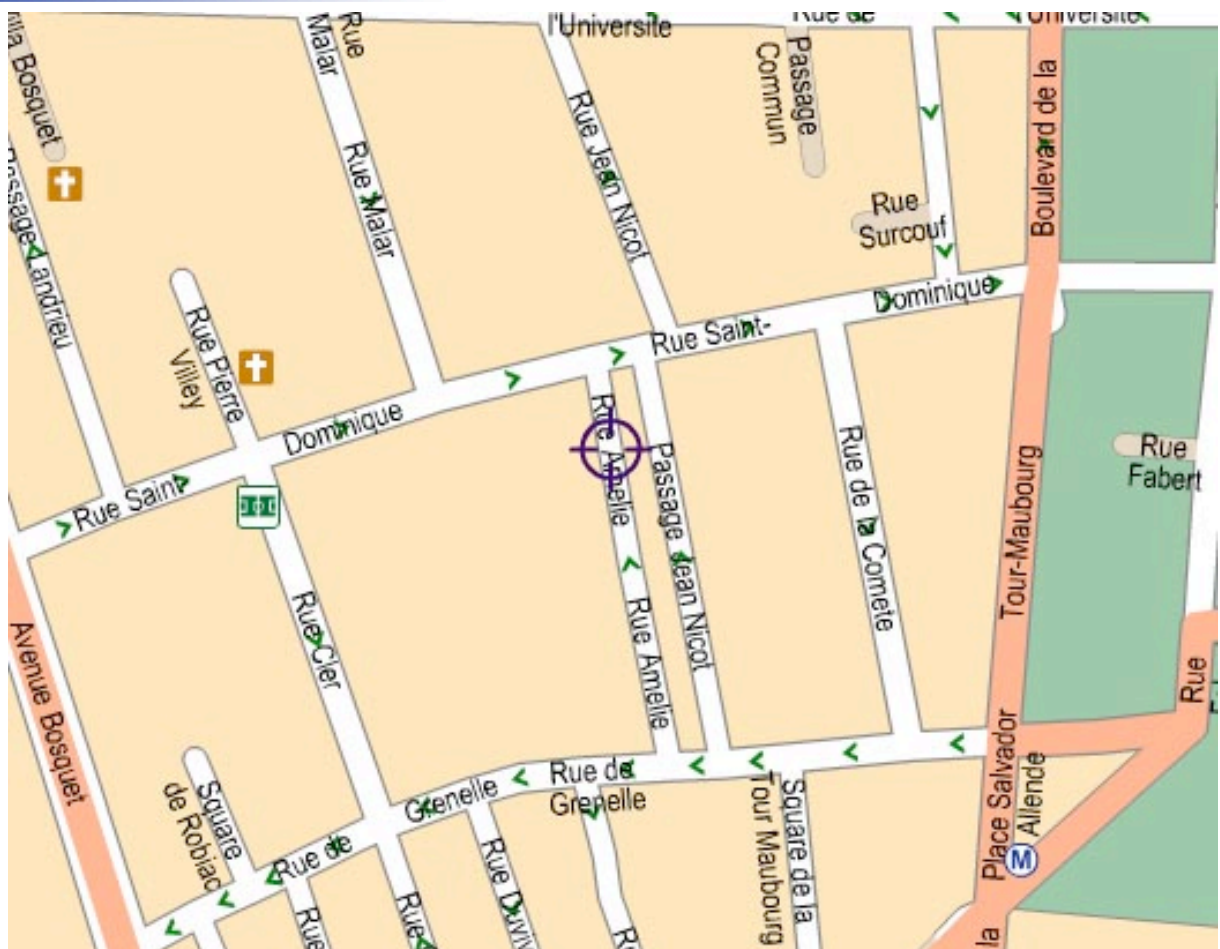 Rue
Malar
l'Universite
Rue de
l'Universite
Villa Bosquet
Passage
Commun
Boulevard de la
Rue Jean Nicot
Rue Malar
Passage Landrieu
Rue
Surcouf
Dominique
Rue Saint-
Rue Pierre
Villey
Dominique
Rue Saint-
Rue Amelie
Passage Jean Nicot
Rue de la Comete
Tour-Maubourg
Rue
Fabert
Rue Cler
Rue Amelie
Avenue Bosquet
Rue
Place Salvador
Allende
M
Rue de
Grenelle
Grenelle
Rue de
Square
de Robiac
Square de la
Tour Maubourg
Rue
Rue
Rue
la